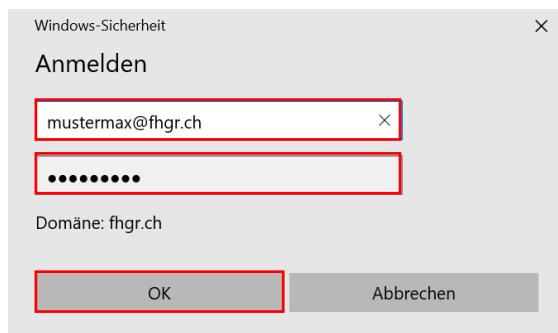 Windows-Sicherheit
Anmelden
mustermax@fhgr.ch
●●●●●●●●●
Domäne: fhgr.ch
OK
Abbrechen